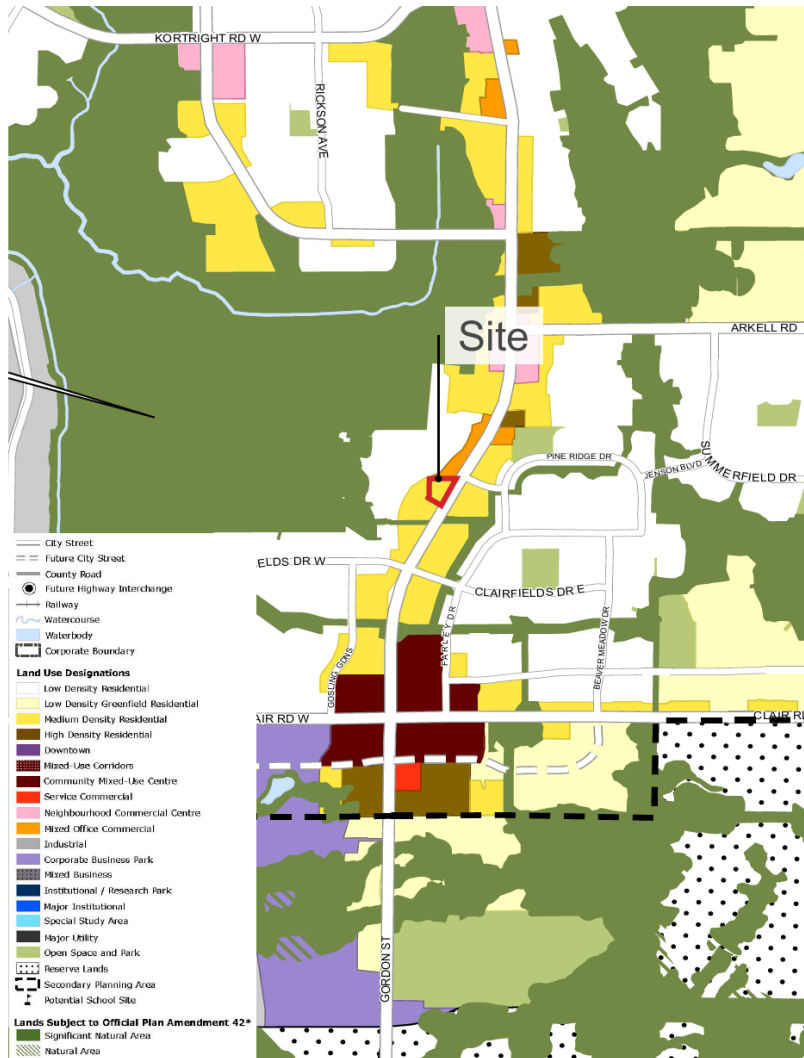 KORTRIGHT RD W
RICKSON AVE
Site
ARKELL RD
SUMMERFIELD DR
PINE RIDGE DR
JENSON BLVD
ELDS DR W
CLAIRFIELDS DR E
FARLEY DR
BEAVER MEADOW DR
GOSLING GDNS
AIR RD W
CLAIR RD
GORDON ST
City Street
Future City Street
County Road
Future Highway Interchange
Railway
Watercourse
Waterbody
Corporate Boundary
Land Use Designations
Low Density Residential
Low Density Greenfield Residential
Medium Density Residential
High Density Residential
Downtown
Mixed-Use Corridors
Community Mixed-Use Centre
Service Commercial
Neighbourhood Commercial Centre
Mixed Office Commercial
Industrial
Corporate Business Park
Mixed Business
Institutional / Research Park
Major Institutional
Special Study Area
Major Utility
Open Space and Park
Reserve Lands
Secondary Planning Area
Potential School Site
Lands Subject to Official Plan Amendment 42*
Significant Natural Area
Natural Area